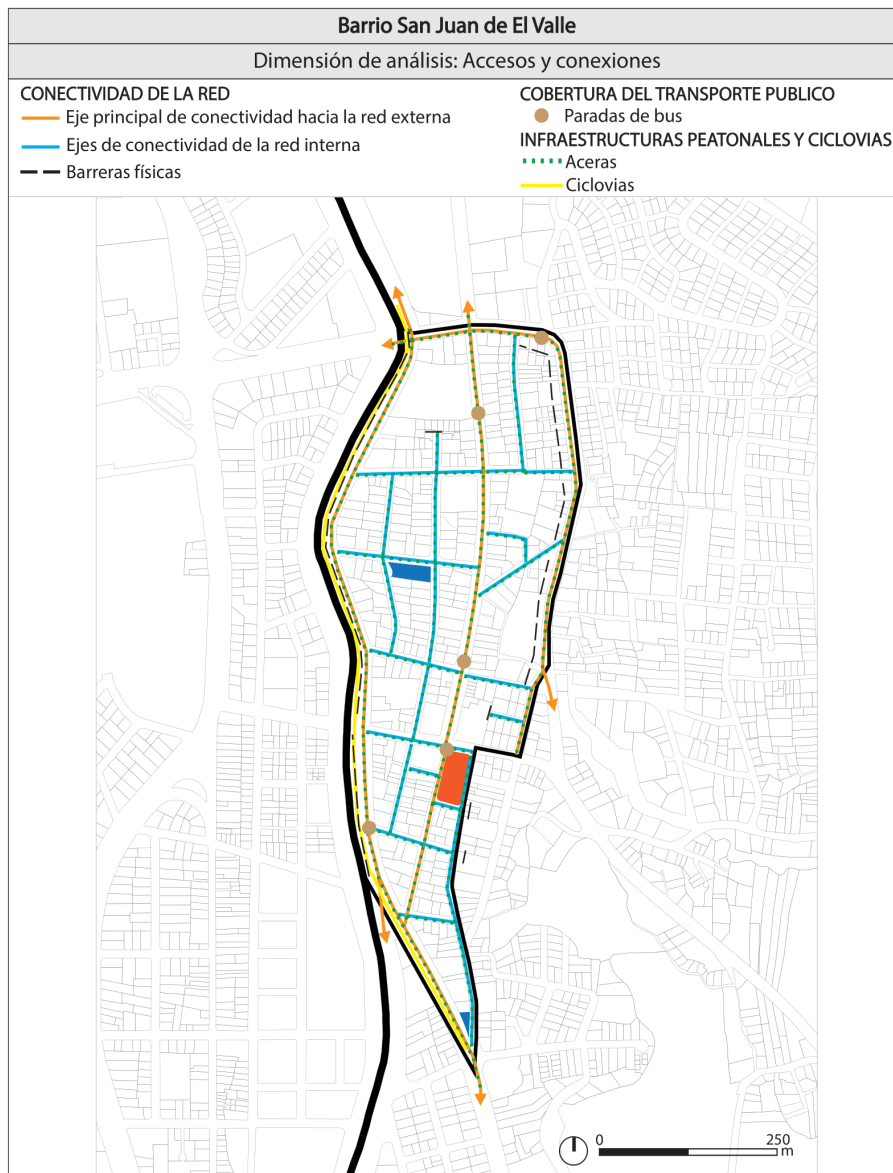 Barrio San Juan de El Valle
Dimensión de análisis: Accesos y conexiones
CONECTIVIDAD DE LA RED
Eje principal de conectividad hacia la red externa
Ejes de conectividad de la red interna
Barreras físicas
COBERTURA DEL TRANSPORTE PUBLICO
Paradas de bus
INFRAESTRUCTURAS PEATONALES Y CICLOVIAS
Aceras
Ciclovias
0 250
m